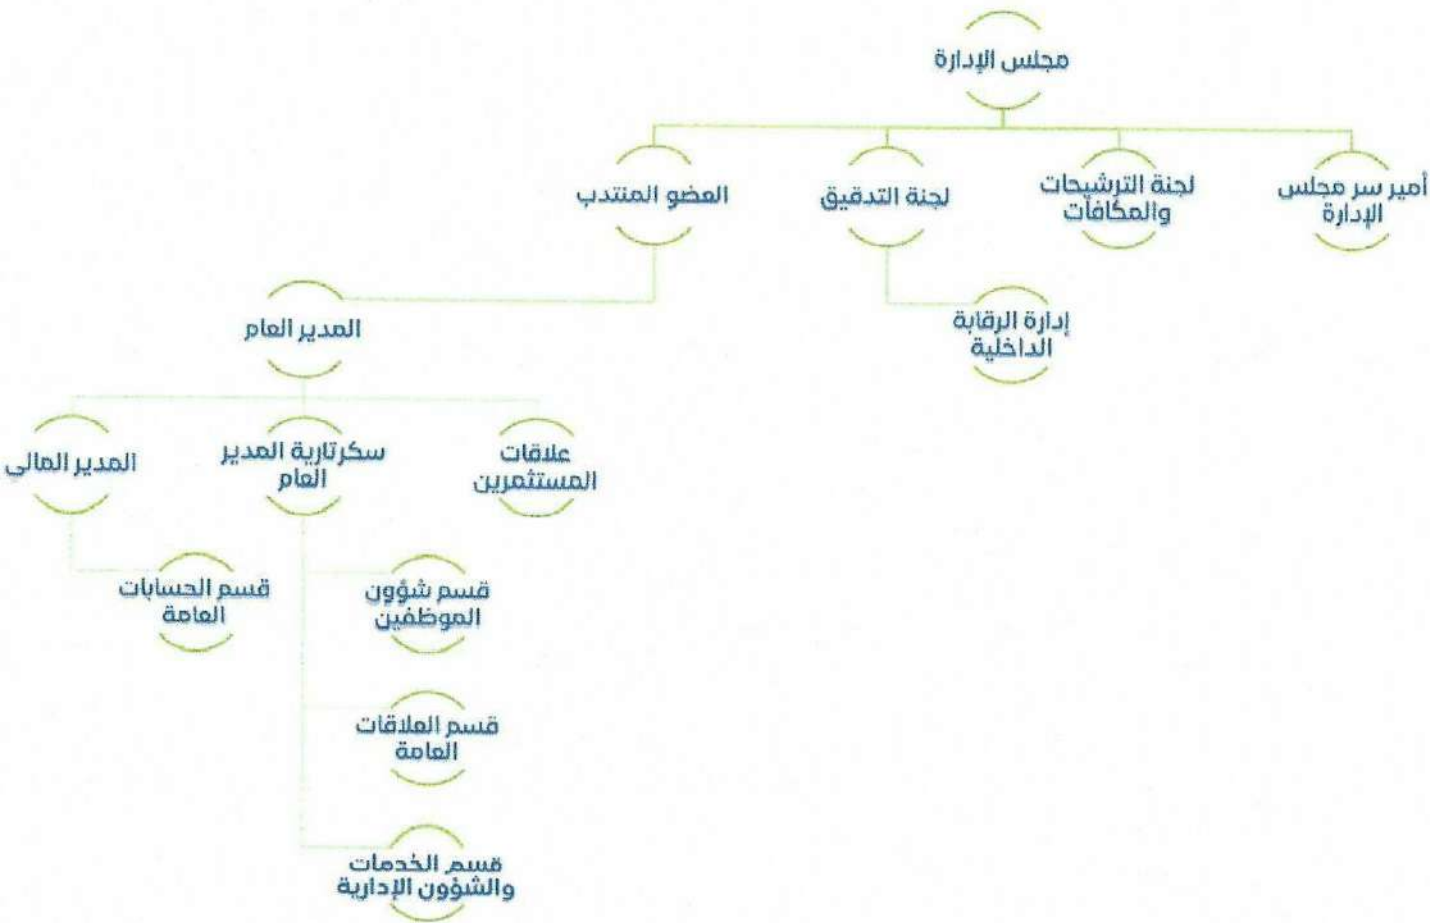 مجلس الإدارة
أمير سر مجلس
الإدارة
لجنة الترشيحات
والمكافآت
لجنة التدقيق
العضو المنتدب
إدارة الرقابة
الداخلية
المدير العام
علاقات
المستثمرين
سكرتارية المدير
العام
المدير المالي
قسم شؤون
الموظفين
قسم الحسابات
العامة
قسم العلاقات
العامة
قسم الخدمات
والشؤون الإدارية